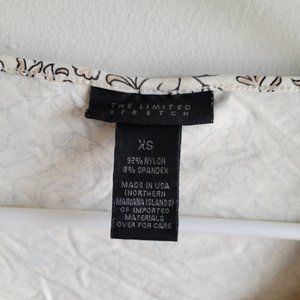 THE LIMITED
STRETCH
XS
92% NYLON
8% SPANDEX
MADE IN USA
(NORTHERN
MARIANA ISLANDS)
OF IMPORTED
MATERIALS
OVER FOR CARE